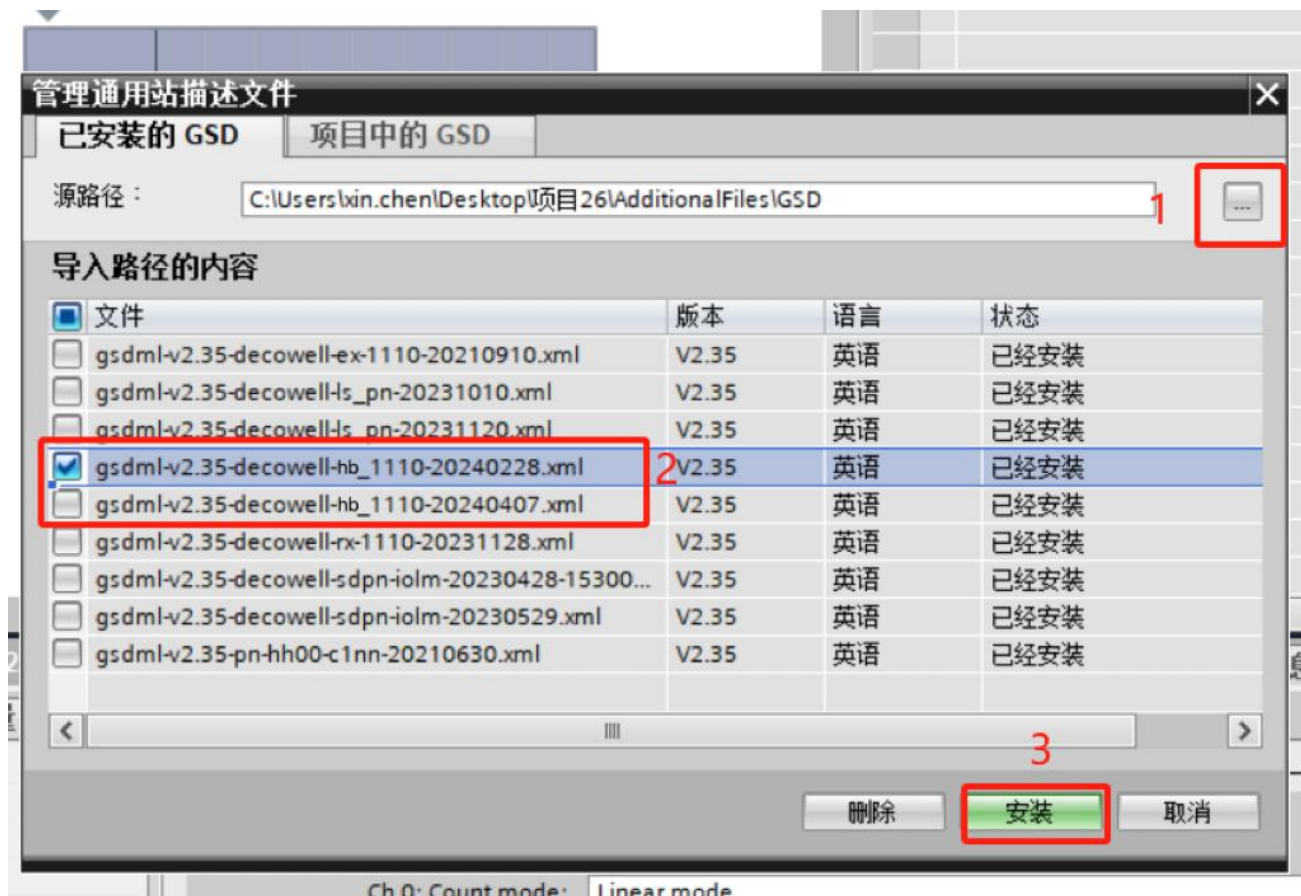 管理通用站描述文件
已安装的 GSD 项目中的 GSD
源路径： C:\Users\xin.chen\Desktop\项目26\AdditionalFiles\GSD 1 ...
导入路径的内容
文件 版本 语言 状态
gsdml-v2.35-decowell-ex-1110-20210910.xml V2.35 英语 已经安装
gsdml-v2.35-decowell-ls_pn-20231010.xml V2.35 英语 已经安装
gsdml-v2.35-decowell-ls_pn-20231120.xml V2.35 英语 已经安装
gsdml-v2.35-decowell-hb_1110-20240228.xml 2 V2.35 英语 已经安装
gsdml-v2.35-decowell-hb_1110-20240407.xml V2.35 英语 已经安装
gsdml-v2.35-decowell-rx-1110-20231128.xml V2.35 英语 已经安装
gsdml-v2.35-decowell-sdpn-iolm-20230428-15300... V2.35 英语 已经安装
gsdml-v2.35-decowell-sdpn-iolm-20230529.xml V2.35 英语 已经安装
gsdml-v2.35-pn-hh00-c1nn-20210630.xml V2.35 英语 已经安装
3
删除 安装 取消
Ch 0: Count mode: Linear mode